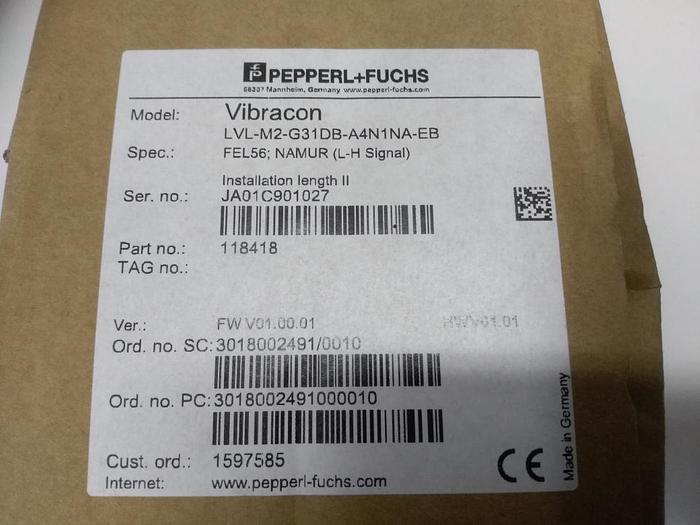 PEPPERL+FUCHS
68307 Mannheim, Germany www.pepperl-fuchs.com
Model: Vibracon
LVL-M2-G31DB-A4N1NA-EB
Spec.: FEL56; NAMUR (L-H Signal)
Installation length II
Ser. no.: JA01C901027
Part no.: 118418
TAG no.:
Ver.: FW V01.00.01 HWV01.01
Ord. no. SC: 3018002491/0010
Ord. no. PC: 3018002491000010
Cust. ord.: 1597585
Internet: www.pepperl-fuchs.com
CE
Made in Germany